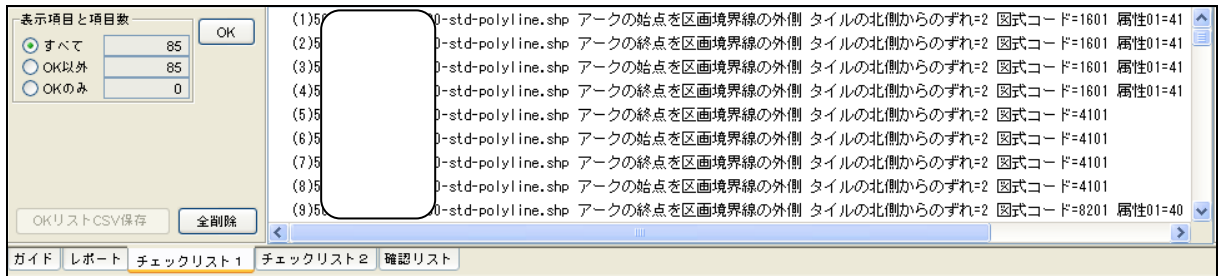 表示項目と項目数
すべて 85
OK以外 85
OKのみ 0
OK
OKリストCSV保存
全削除
(1)5 0-std-polyline.shp アークの始点を区画境界線の外側 タイルの北側からのずれ=2 図式コード=1601 属性01=41
(2)5 0-std-polyline.shp アークの終点を区画境界線の外側 タイルの北側からのずれ=2 図式コード=1601 属性01=41
(3)5 0-std-polyline.shp アークの始点を区画境界線の外側 タイルの北側からのずれ=2 図式コード=1601 属性01=41
(4)5 0-std-polyline.shp アークの終点を区画境界線の外側 タイルの北側からのずれ=2 図式コード=1601 属性01=41
(5)5 0-std-polyline.shp アークの終点を区画境界線の外側 タイルの北側からのずれ=2 図式コード=4101
(6)5 0-std-polyline.shp アークの始点を区画境界線の外側 タイルの北側からのずれ=2 図式コード=4101
(7)5 0-std-polyline.shp アークの終点を区画境界線の外側 タイルの北側からのずれ=2 図式コード=4101
(8)5 0-std-polyline.shp アークの始点を区画境界線の外側 タイルの北側からのずれ=2 図式コード=4101
(9)5 0-std-polyline.shp アークの終点を区画境界線の外側 タイルの北側からのずれ=2 図式コード=8201 属性01=40
ガイド レポート チェックリスト1 チェックリスト2 確認リスト